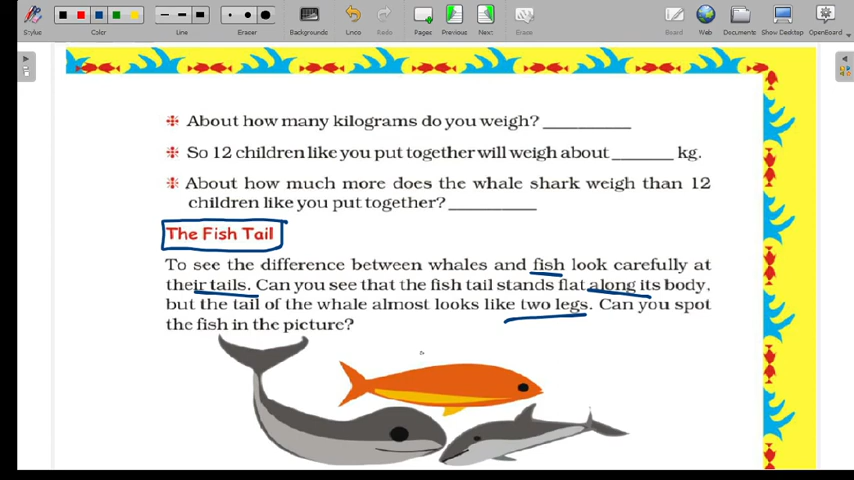 Stylus
Color
Line
Eraser
Backgrounds
Undo
Redo
Pages
Previous
Next
Erase
Board
Web
Documents
Show Desktop
OpenBoard
About how many kilograms do you weigh? __________
So 12 children like you put together will weigh about _______ kg.
About how much more does the whale shark weigh than 12
children like you put together? __________
The Fish Tail
To see the difference between whales and fish look carefully at
their tails. Can you see that the fish tail stands flat along its body,
but the tail of the whale almost looks like two legs. Can you spot
the fish in the picture?